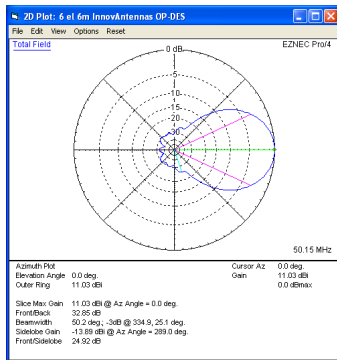 2D Plot: 6 el 6m InnovAntennas OP-DES
File Edit View Options Reset
Total Field
0 dB
EZNEC Pro/4
-5
-10
-15
-20
-30
50.15 MHz
Azimuth Plot Cursor Az 0.0 deg.
Elevation Angle 0.0 deg. Gain 11.03 dBi
Outer Ring 11.03 dBi 0.0 dBmax
Slice Max Gain 11.03 dBi @ Az Angle = 0.0 deg.
Front/Back 32.85 dB
Beamwidth 50.2 deg.; -3dB @ 334.9, 25.1 deg.
Sidelobe Gain -13.89 dBi @ Az Angle = 289.0 deg.
Front/Sidelobe 24.92 dB